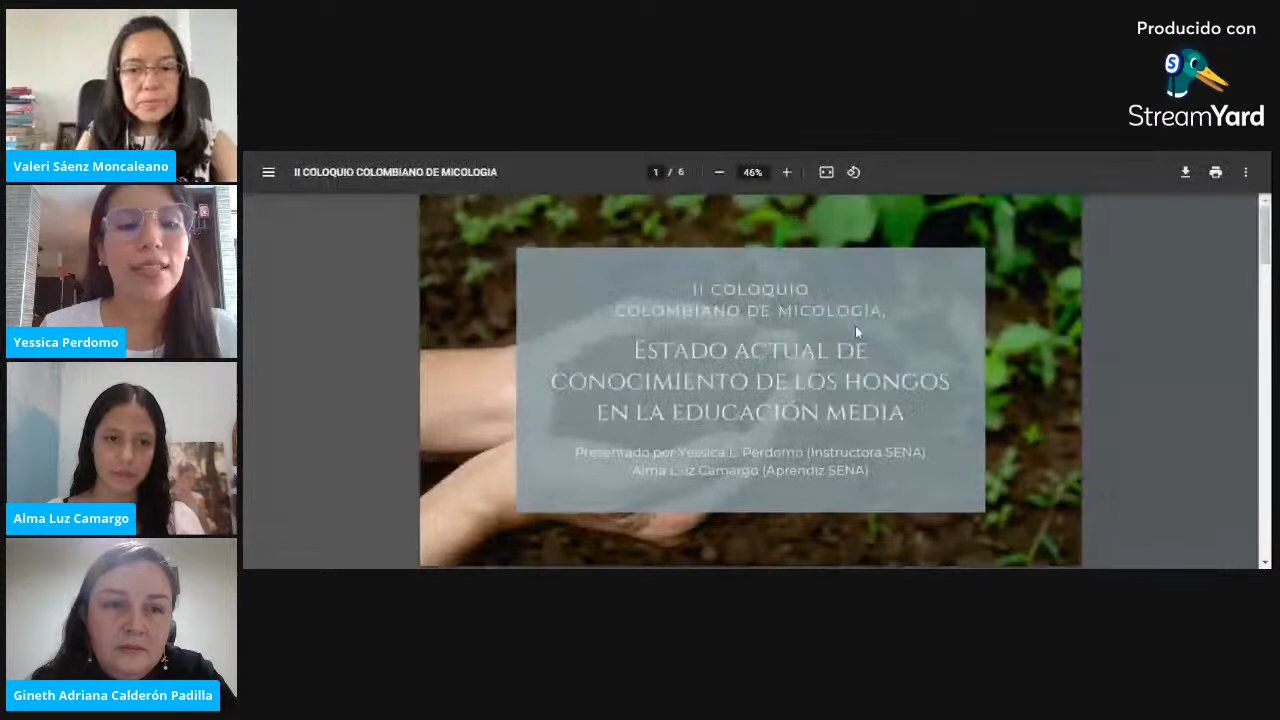 Producido con
StreamYard
Valeri Sáenz Moncaleano
Yessica Perdomo
Alma Luz Camargo
Gineth Adriana Calderón Padilla
II COLOQUIO COLOMBIANO DE MICOLOGIA
1 / 6
46%
II COLOQUIO
COLOMBIANO DE MICOLOGÍA,
ESTADO ACTUAL DE
CONOCIMIENTO DE LOS HONGOS
EN LA EDUCACIÓN MEDIA
Presentado por Yessica L. Perdomo (Instructora SENA)
Alma Luz Camargo (Aprendiz SENA)